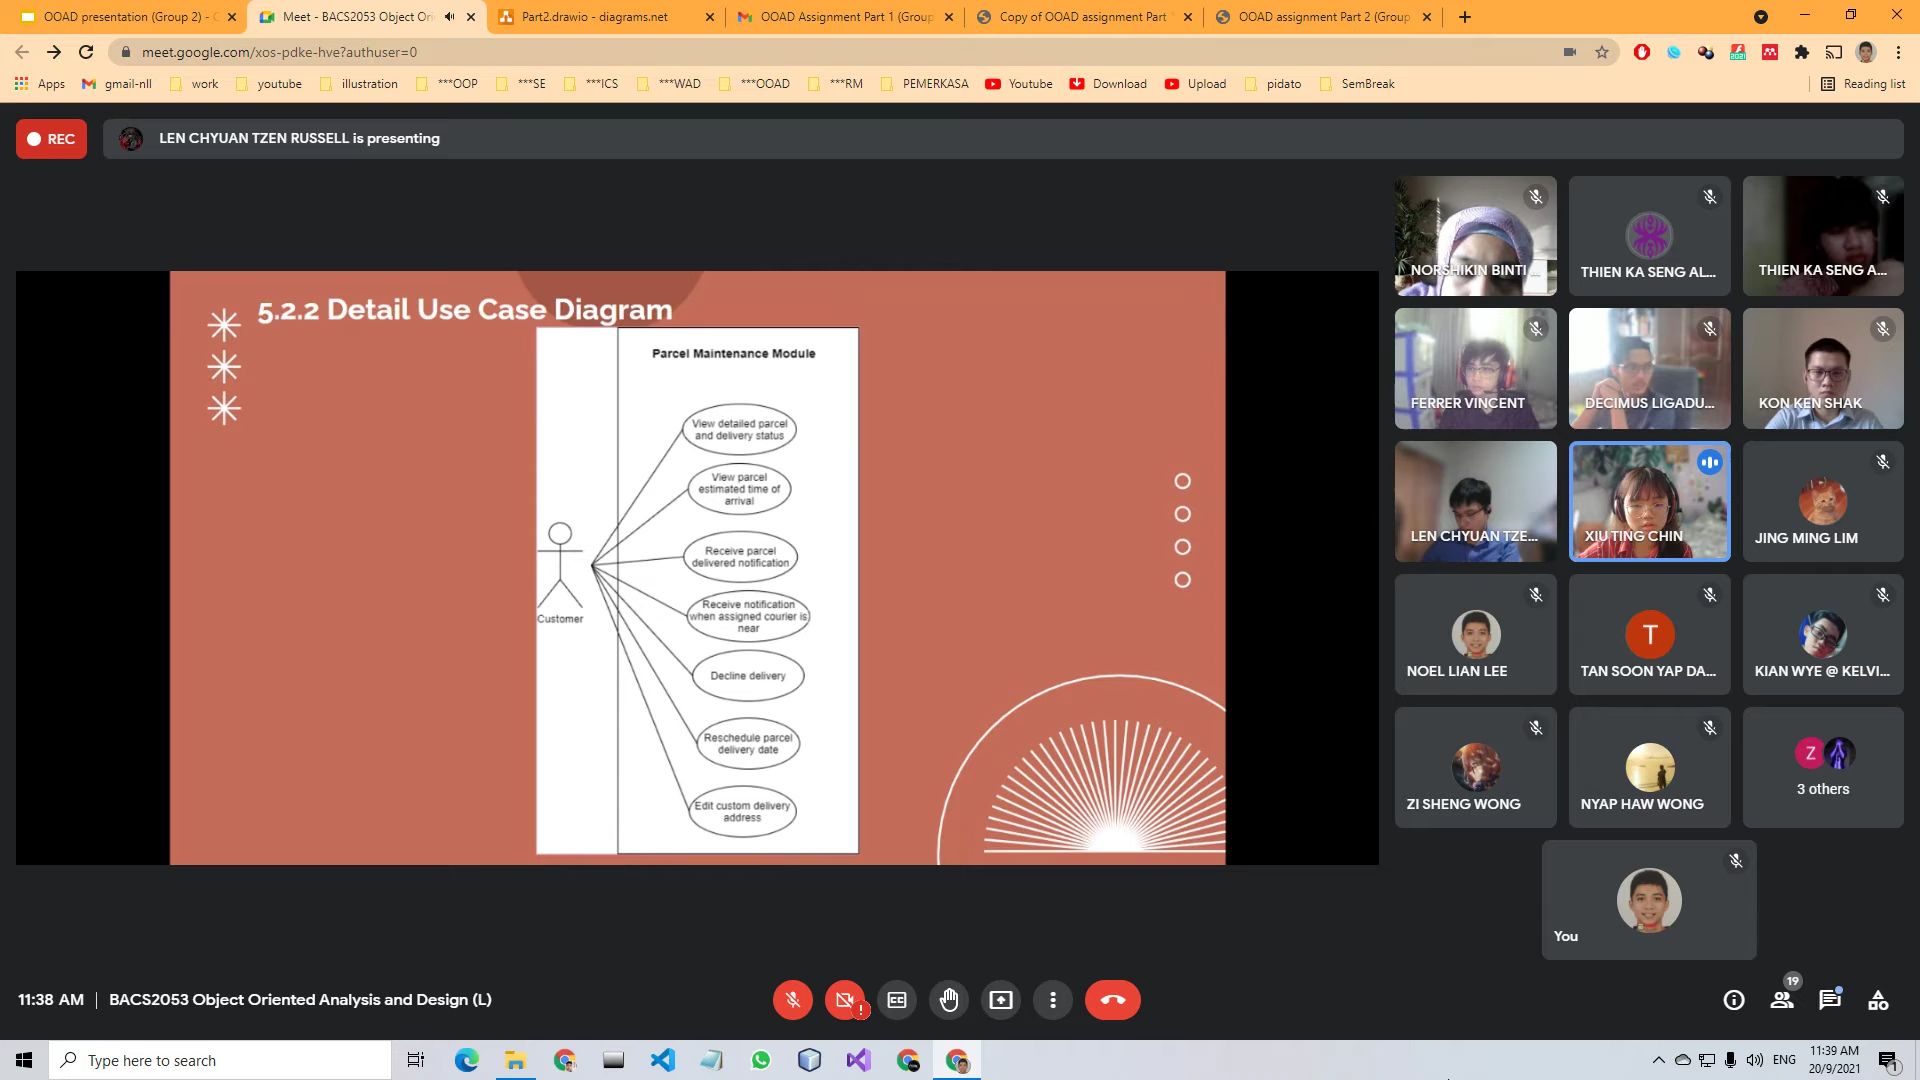 OOAD presentation (Group 2) - G
Meet - BACS2053 Object Ori
Part2.drawio - diagrams.net
OOAD Assignment Part 1 (Group
Copy of OOAD assignment Part
OOAD assignment Part 2 (Group
meet.google.com/xos-pdke-hve?authuser=0
Apps
gmail-nll
work
youtube
illustration
***OOP
***SE
***ICS
***WAD
***OOAD
***RM
PEMERKASA
Youtube
Download
Upload
pidato
SemBreak
Reading list
REC
LEN CHYUAN TZEN RUSSELL is presenting
5.2.2 Detail Use Case Diagram
Parcel Maintenance Module
View detailed parcel
and delivery status
View parcel
estimated time of
arrival
Receive parcel
delivered notification
Receive notification
when assigned courier is
near
Decline delivery
Reschedule parcel
delivery date
Edit custom delivery
address
Customer
NORSHIKIN BINTI ...
THIEN KA SENG AL...
THIEN KA SENG A...
FERRER VINCENT
DECIMUS LIGADU...
KON KEN SHAK
LEN CHYUAN TZE...
XIU TING CHIN
JING MING LIM
NOEL LIAN LEE
T
TAN SOON YAP DA...
KIAN WYE @ KELVI...
ZI SHENG WONG
NYAP HAW WONG
Z
3 others
You
11:38 AM
BACS2053 Object Oriented Analysis and Design (L)
19
Type here to search
ENG
11:39 AM
20/9/2021
1